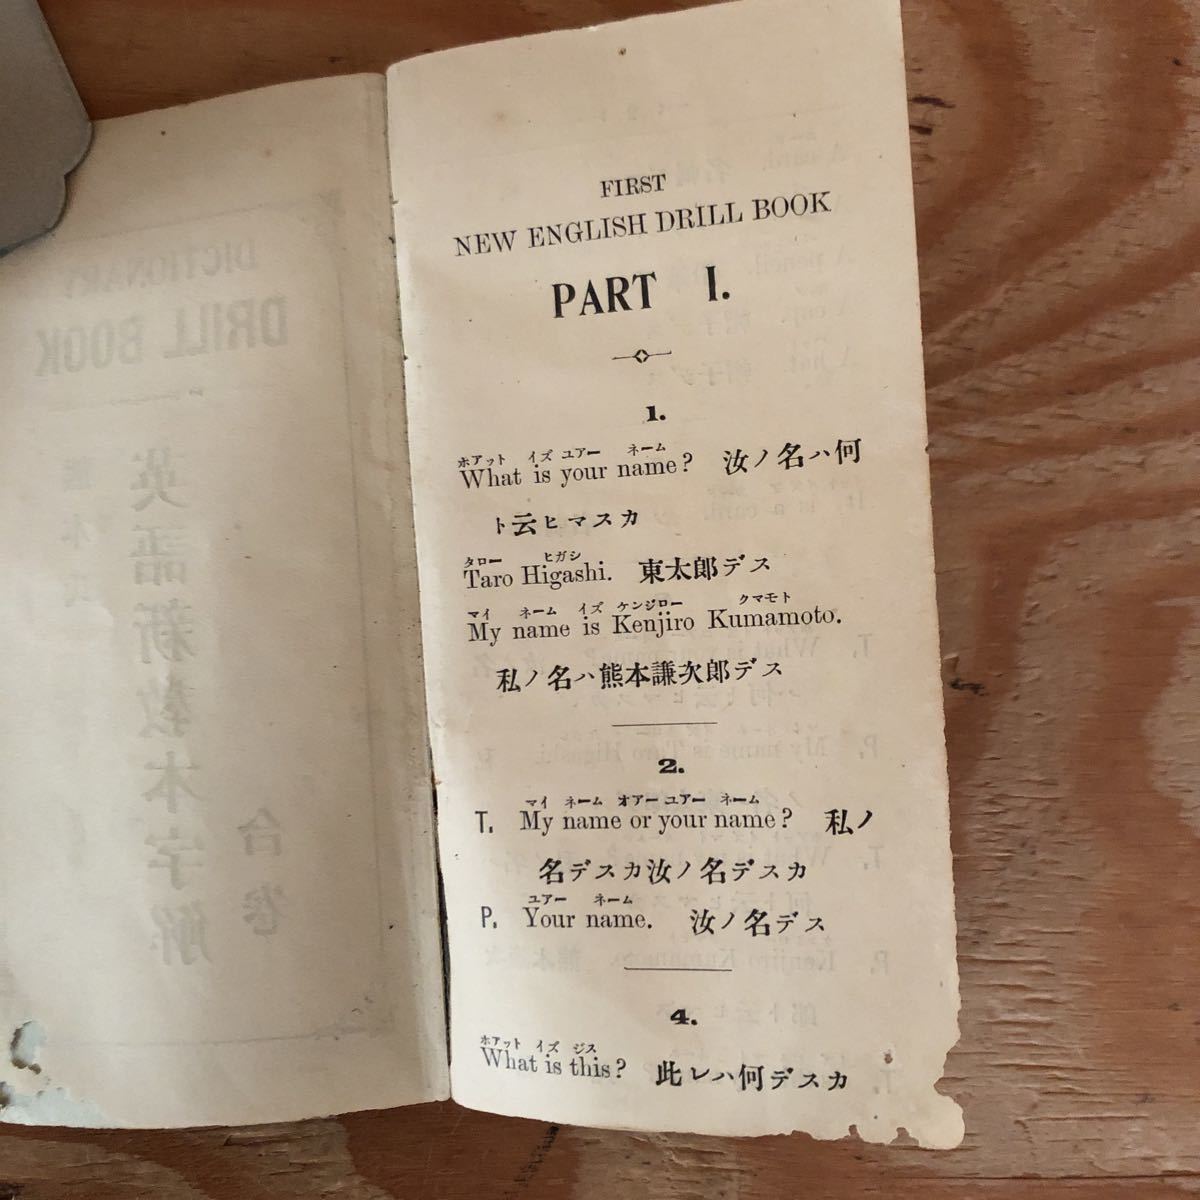 FIRST
NEW ENGLISH DRILL BOOK
PART I.
1.
ホアット イズ ユアー ネーム
What is your name? 汝ノ名ハ何
ト云ヒマスカ
タロー ヒガシ
Taro Higashi. 東太郎デス
マイ ネーム イズ ケンジロー クマモト
My name is Kenjiro Kumamoto.
私ノ名ハ熊本謙次郎デス
2.
マイ ネーム オアー ユアー ネーム
T. My name or your name? 私ノ
名デスカ汝ノ名デスカ
ユアー ネーム
P. Your name. 汝ノ名デス
4.
ホアット イズ ジス
What is this? 此レハ何デスカ
DICTIONARY
DRILL BOOK
英語新教本字解
合巻